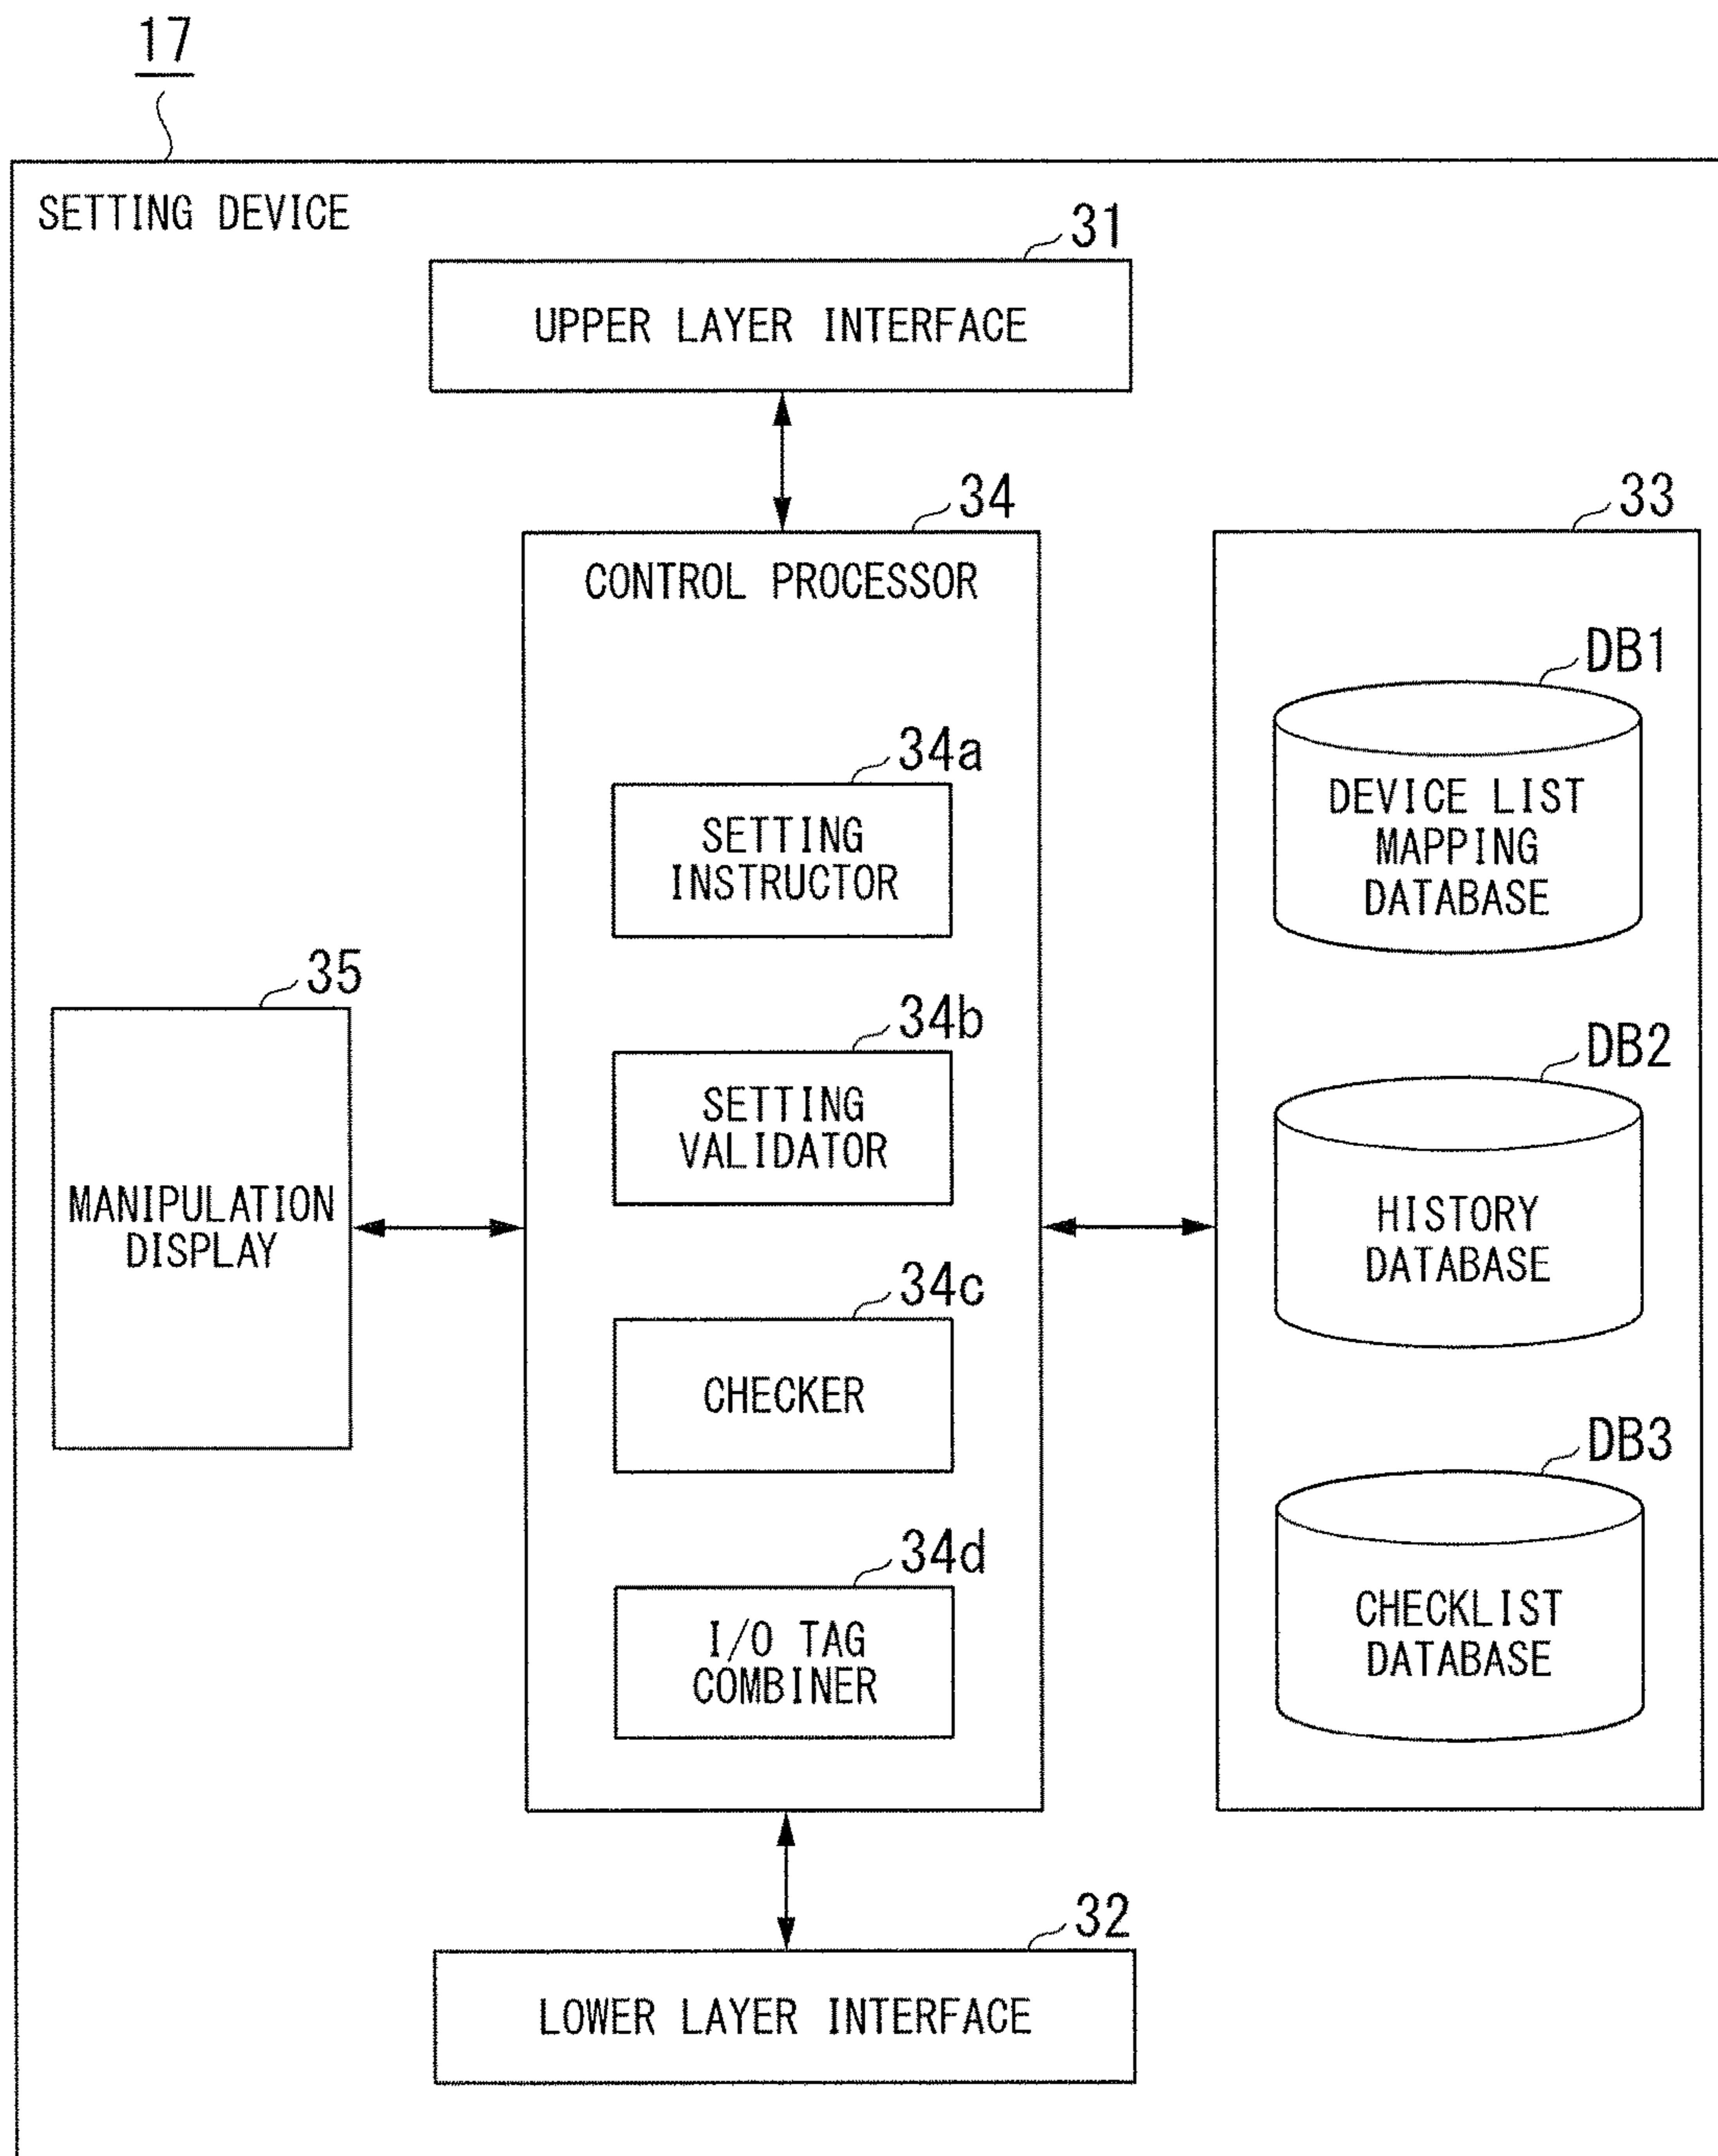 17
SETTING DEVICE
31
UPPER LAYER INTERFACE
34
CONTROL PROCESSOR
34a
SETTING
INSTRUCTOR
34b
SETTING
VALIDATOR
34c
CHECKER
34d
I/O TAG
COMBINER
33
DB1
DEVICE LIST
MAPPING
DATABASE
DB2
HISTORY
DATABASE
DB3
CHECKLIST
DATABASE
35
MANIPULATION
DISPLAY
32
LOWER LAYER INTERFACE